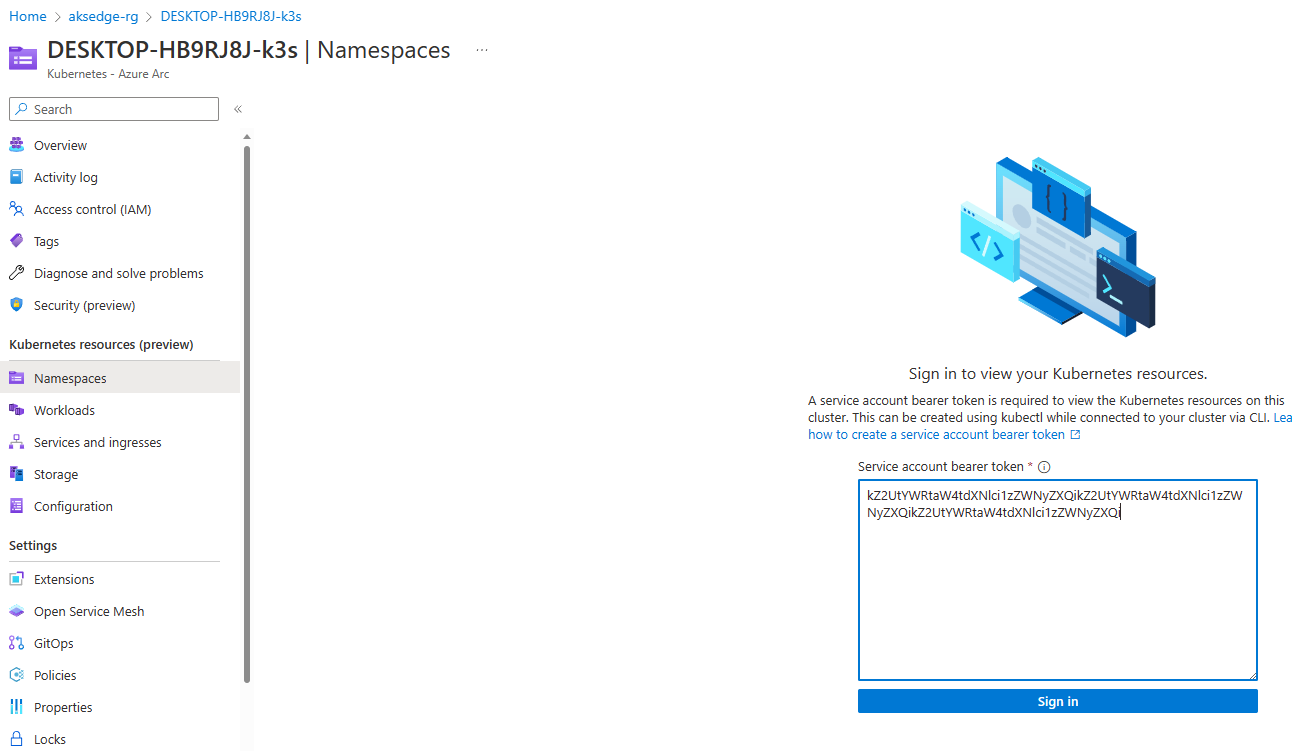 Home > aksedge-rg > DESKTOP-HB9RJ8J-k3s
DESKTOP-HB9RJ8J-k3s | Namespaces ...
Kubernetes - Azure Arc
Search «
Overview
Activity log
Access control (IAM)
Tags
Diagnose and solve problems
Security (preview)
Kubernetes resources (preview)
Namespaces
Workloads
Services and ingresses
Storage
Configuration
Settings
Extensions
Open Service Mesh
GitOps
Policies
Properties
Locks
Sign in to view your Kubernetes resources.
A service account bearer token is required to view the Kubernetes resources on this
cluster. This can be created using kubectl while connected to your cluster via CLI. Lea
how to create a service account bearer token
Service account bearer token *
kZ2UtYWRtaW4tdXNlci1zZWNyZXQikZ2UtYWRtaW4tdXNlci1zZW
NyZXQikZ2UtYWRtaW4tdXNlci1zZWNyZXQi
Sign in